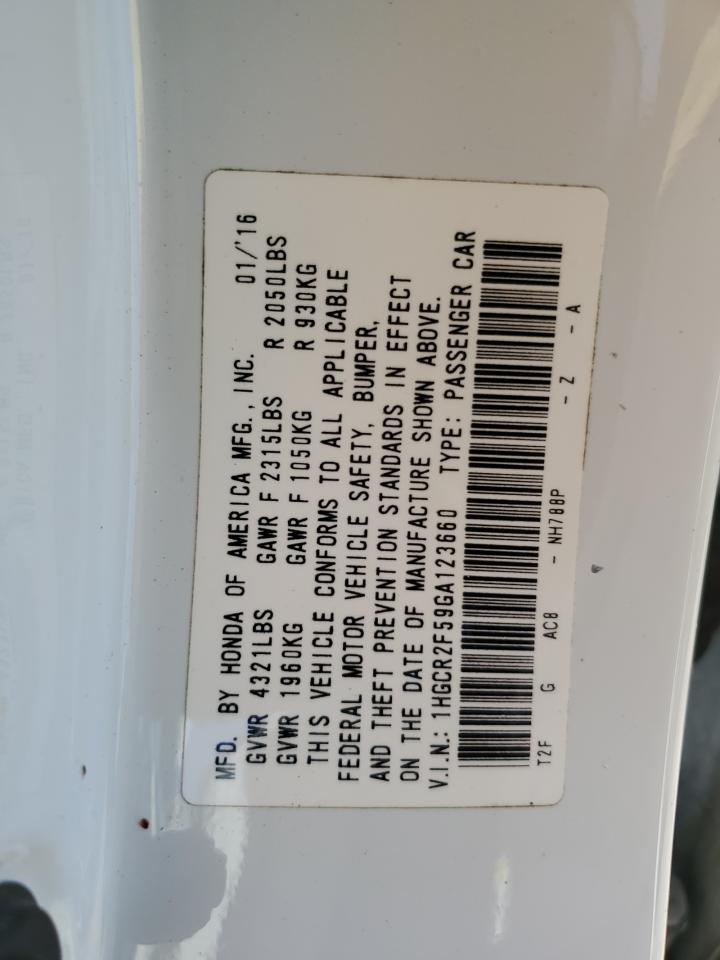 MFD. BY HONDA OF AMERICA MFG., INC. 01/'16
GVWR 4321LBS GAWR F 2315LBS R 2050LBS
GVWR 1960KG GAWR F 1050KG R 930KG
THIS VEHICLE CONFORMS TO ALL APPLICABLE
FEDERAL MOTOR VEHICLE SAFETY, BUMPER,
AND THEFT PREVENTION STANDARDS IN EFFECT
ON THE DATE OF MANUFACTURE SHOWN ABOVE.
V.I.N.: 1HGCR2F59GA123660 TYPE: PASSENGER CAR
T2F G AC8 - NH788P - Z - A